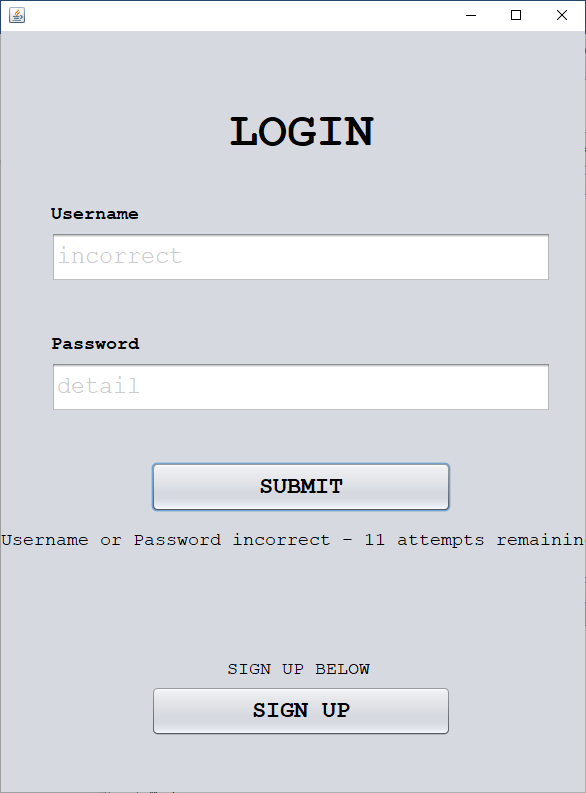 LOGIN
Username
incorrect
Password
detail
SUBMIT
Username or Password incorrect - 11 attempts remainin
SIGN UP BELOW
SIGN UP